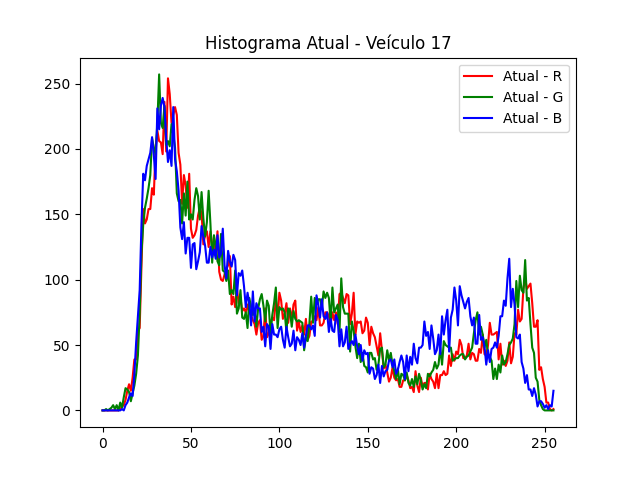 Histograma Atual - Veículo 17
Atual - R
Atual - G
Atual - B
250
200
150
100
50
0
0 50 100 150 200 250